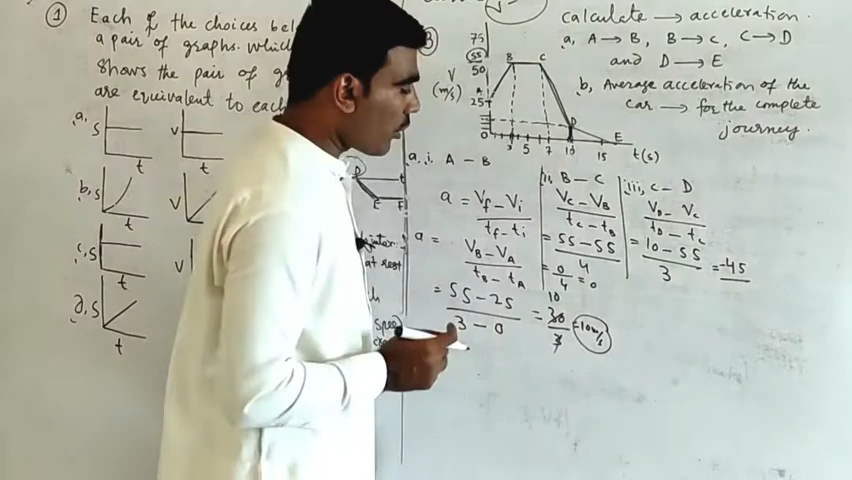 ① Each of the choices bel
a pair of graphs. which
shows the pair of g
are equivalent to each
a, S t V t
b, S t V
c, S t V
d, S t
D t
E F
at rest
spee
③
75
55
50
25
0
V
(m/s)
A B C D E
3 5 7 10 15
t(s)
calculate → acceleration.
a, A → B, B → C, C → D
and D → E
b, Average acceleration of the
car → for the complete
journey.
a, i. A - B
a = Vf - Vi / tf - ti
a = VB - VA / tB - tA
= 55 - 25 / 3 - 0 = 30 / 3 10 = 10m/s
ii, B - C
VC - VB / tC - tB
= 55 - 55 / 4
= 0 / 4 = 0
iii, C - D
VD - VC / tD - tC
= 10 - 55 / 3 = -45